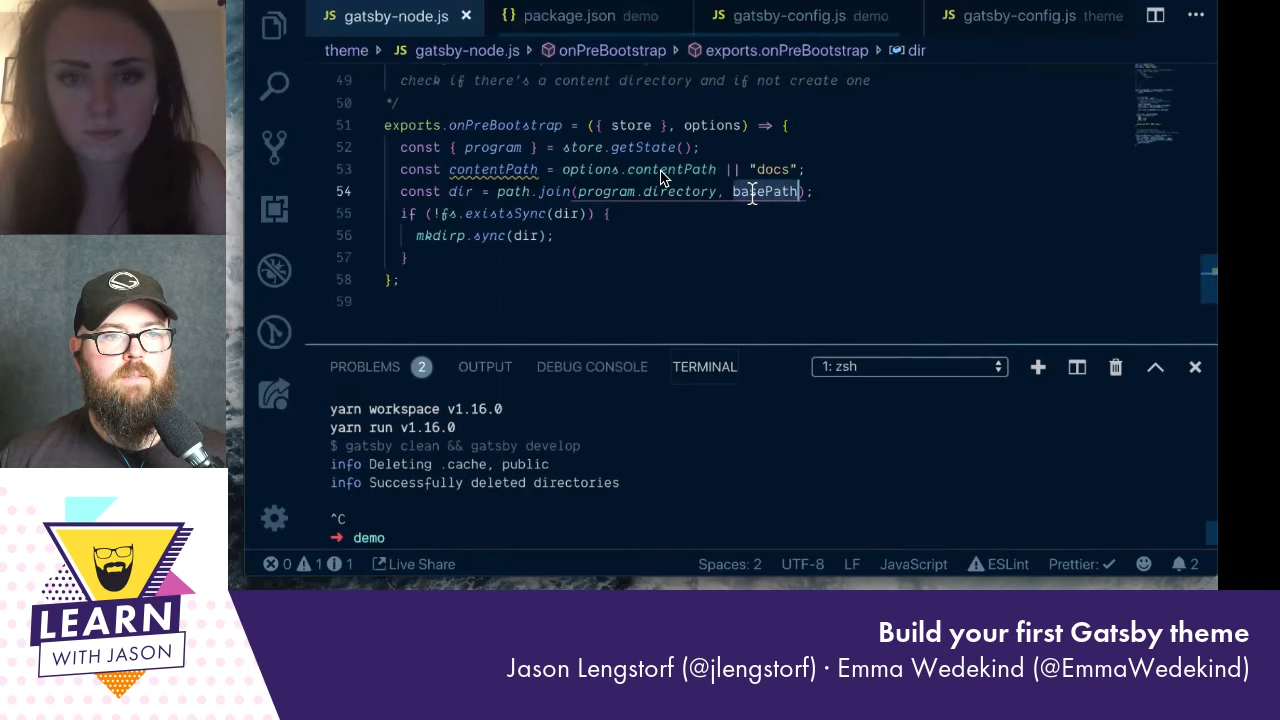 JS gatsby-node.js ×
{ } package.json demo
JS gatsby-config.js demo
JS gatsby-config.js theme
theme ▸ JS gatsby-node.js ▸ onPreBootstrap ▸ exports.onPreBootstrap ▸ dir
49 check if there's a content directory and if not create one
50 */
51 exports.onPreBootstrap = ({ store }, options) => {
52 const { program } = store.getState();
53 const contentPath = options.contentPath || "docs";
54 const dir = path.join(program.directory, basePath);
55 if (!fs.existsSync(dir)) {
56 mkdirp.sync(dir);
57 }
58 };
59
PROBLEMS 2 OUTPUT DEBUG CONSOLE TERMINAL 1: zsh
yarn workspace v1.16.0
yarn run v1.16.0
$ gatsby clean && gatsby develop
info Deleting .cache, public
info Successfully deleted directories
^C
➜ demo
0 1 1 Live Share Spaces: 2 UTF-8 LF JavaScript ESLint Prettier: ✓ 2
LEARN
WITH JASON
Build your first Gatsby theme
Jason Lengstorf (@jlengstorf) · Emma Wedekind (@EmmaWedekind)